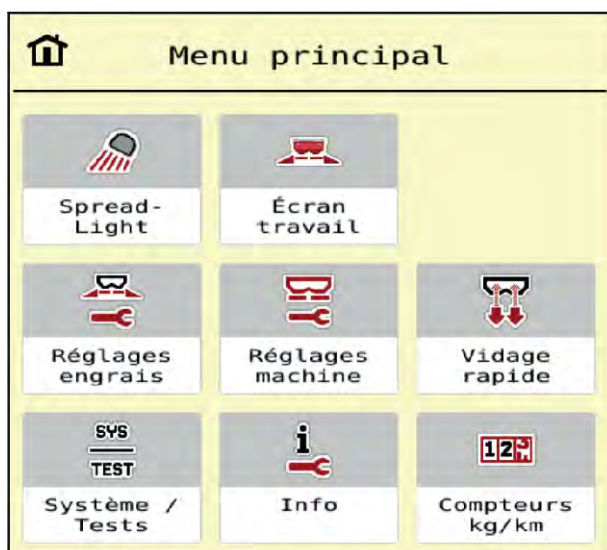 Menu principal
Spread-
Light
Écran
travail
Réglages
engrais
Réglages
machine
Vidage
rapide
SYS
TEST
Système /
Tests
i
Info
12
Compteurs
kg/km